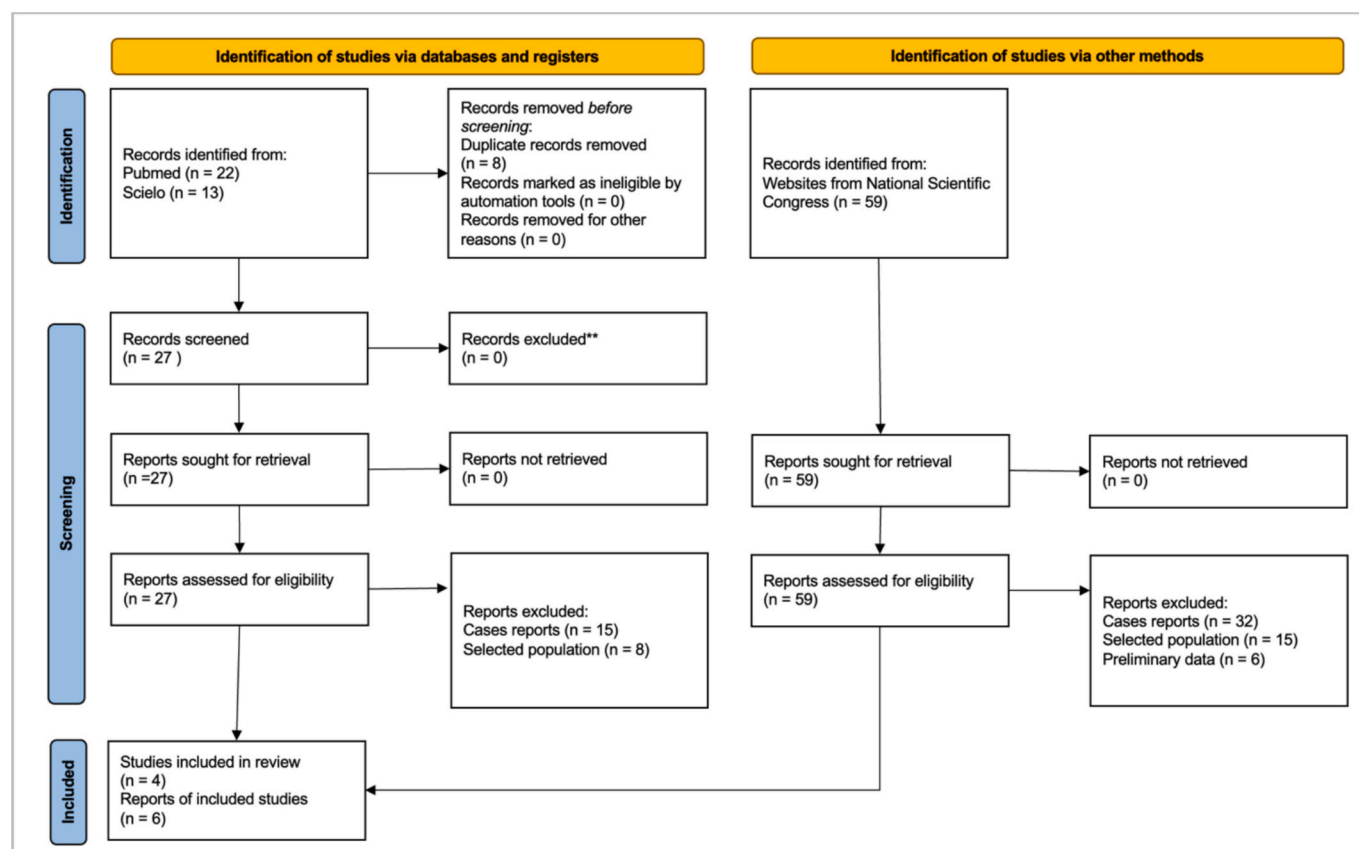 Identification of studies via databases and registers
Identification of studies via other methods
Identification
Records identified from:
Pubmed (n = 22)
Scielo (n = 13)
Records removed before
screening:
Duplicate records removed
(n = 8)
Records marked as ineligible by
automation tools (n = 0)
Records removed for other
reasons (n = 0)
Records identified from:
Websites from National Scientific
Congress (n = 59)
Screening
Records screened
(n = 27 )
Records excluded**
(n = 0)
Reports sought for retrieval
(n =27)
Reports not retrieved
(n = 0)
Reports sought for retrieval
(n = 59)
Reports not retrieved
(n = 0)
Reports assessed for eligibility
(n = 27)
Reports excluded:
Cases reports (n = 15)
Selected population (n = 8)
Reports assessed for eligibility
(n = 59)
Reports excluded:
Cases reports (n = 32)
Selected population (n = 15)
Preliminary data (n = 6)
Included
Studies included in review
(n = 4)
Reports of included studies
(n = 6)